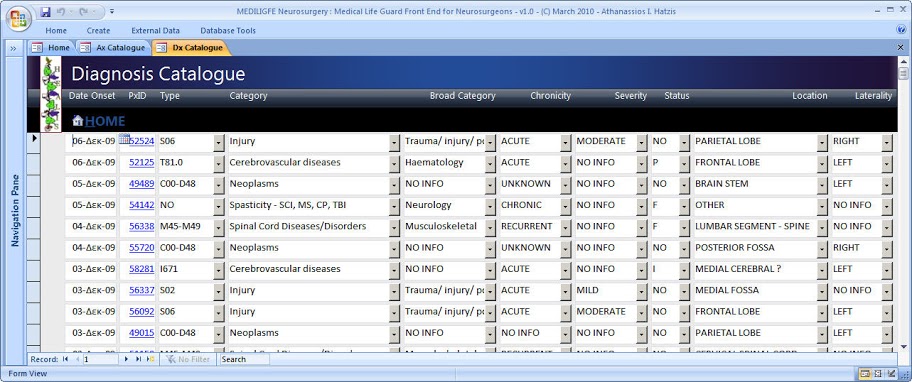 MEDILIGFE Neurosurgery : Medical Life Guard Front End for Neurosurgeons - v1.0 - (C) March 2010 - Athanassios I. Hatzis
Home Create External Data Database Tools
» Home Ax Catalogue Dx Catalogue
Diagnosis Catalogue
Date Onset PxID Type Category Broad Category Chronicity Severity Status Location Laterality
HOME
06-Δεκ-09 52524 S06 Injury Trauma/ injury/ po ACUTE MODERATE NO PARIETAL LOBE RIGHT
06-Δεκ-09 52125 T81.0 Cerebrovascular diseases Haematology ACUTE NO INFO P FRONTAL LOBE LEFT
05-Δεκ-09 49489 C00-D48 Neoplasms NO INFO UNKNOWN NO INFO NO BRAIN STEM LEFT
05-Δεκ-09 54142 NO Spasticity - SCI, MS, CP, TBI Neurology CHRONIC NO INFO F OTHER NO INFO
04-Δεκ-09 56338 M45-M49 Spinal Cord Diseases/Disorders Musculoskeletal RECURRENT NO INFO F LUMBAR SEGMENT - SPINE NO INFO
04-Δεκ-09 55720 C00-D48 Neoplasms NO INFO UNKNOWN NO INFO NO POSTERIOR FOSSA RIGHT
03-Δεκ-09 58281 I671 Cerebrovascular diseases NO INFO ACUTE NO INFO I MEDIAL CEREBRAL ? LEFT
03-Δεκ-09 56337 S02 Injury Trauma/ injury/ po ACUTE MILD NO MEDIAL FOSSA NO INFO
03-Δεκ-09 56092 S06 Injury Trauma/ injury/ po ACUTE MODERATE NO FRONTAL LOBE LEFT
03-Δεκ-09 49015 C00-D48 Neoplasms NO INFO NO INFO NO INFO NO PARIETAL LOBE LEFT
Navigation Pane
Record: 1 No Filter Search
Form View